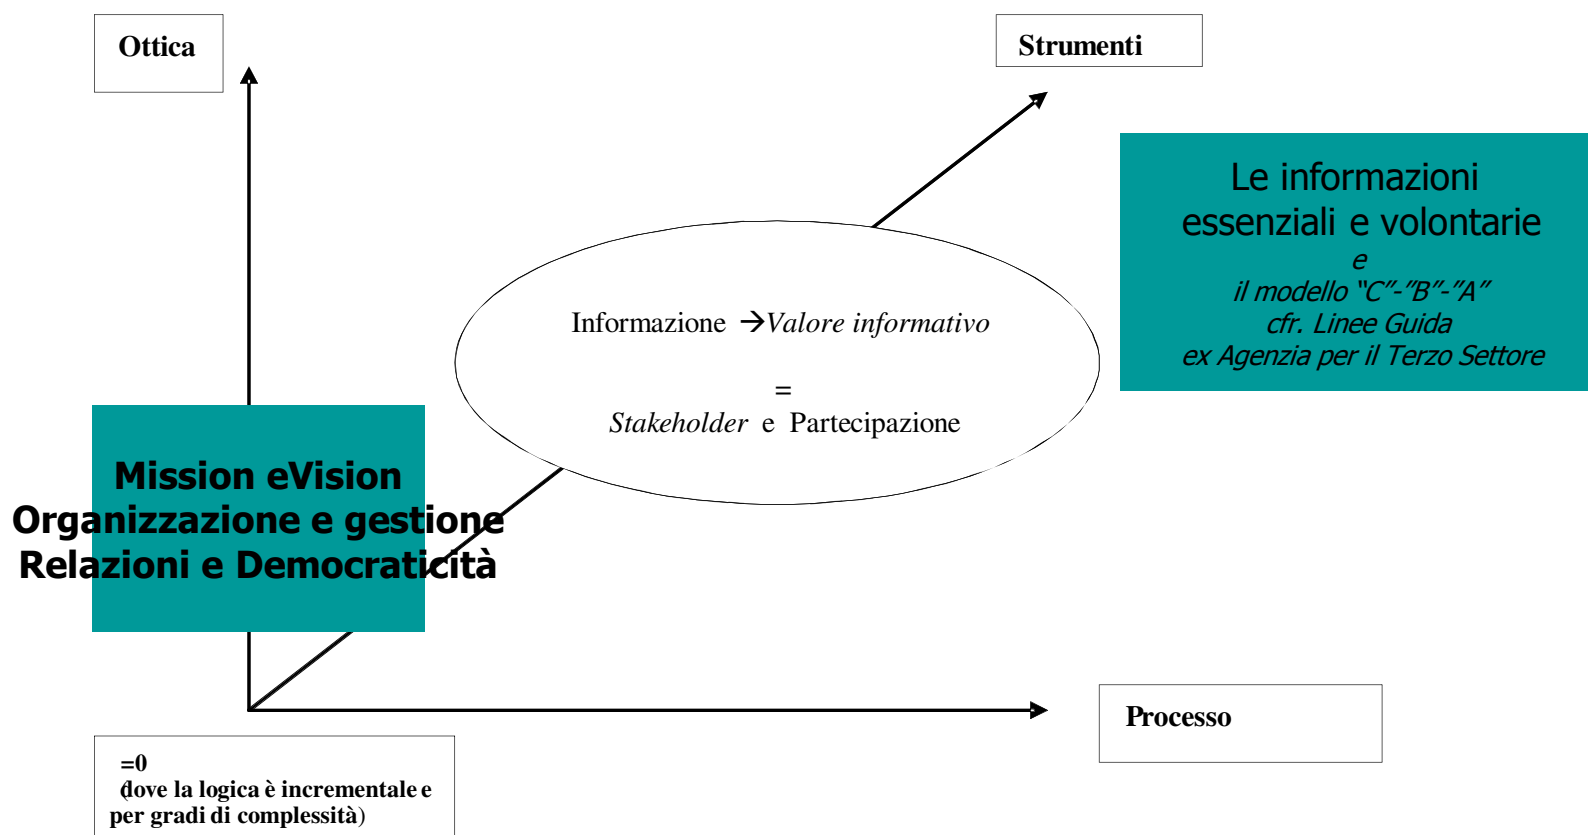 Ottica
Strumenti
Le informazioni
essenziali e volontarie
e
il modello “C”-”B”-”A”
cfr. Linee Guida
ex Agenzia per il Terzo Settore
Informazione →Valore informativo
=
Stakeholder e Partecipazione
Mission eVision
Organizzazione e gestione
Relazioni e Democraticità
Processo
=0
(dove la logica è incrementale e
per gradi di complessità)